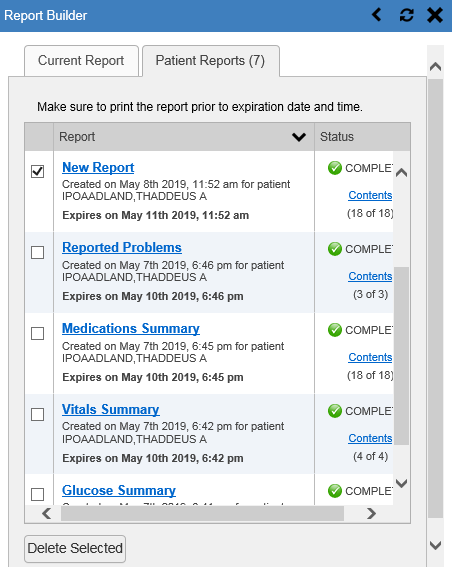 Report Builder
Current Report
Patient Reports (7)
Make sure to print the report prior to expiration date and time.
Report
Status
New Report
COMPLET
Created on May 8th 2019, 11:52 am for patient
IPOAADLAND,THADDEUS A
Contents
Expires on May 11th 2019, 11:52 am
(18 of 18)
Reported Problems
COMPLET
Created on May 7th 2019, 6:46 pm for patient
IPOAADLAND,THADDEUS A
Contents
Expires on May 10th 2019, 6:46 pm
(3 of 3)
Medications Summary
COMPLET
Created on May 7th 2019, 6:45 pm for patient
IPOAADLAND,THADDEUS A
Contents
Expires on May 10th 2019, 6:45 pm
(18 of 18)
Vitals Summary
COMPLET
Created on May 7th 2019, 6:42 pm for patient
IPOAADLAND,THADDEUS A
Contents
Expires on May 10th 2019, 6:42 pm
(4 of 4)
Glucose Summary
COMPLET
Delete Selected